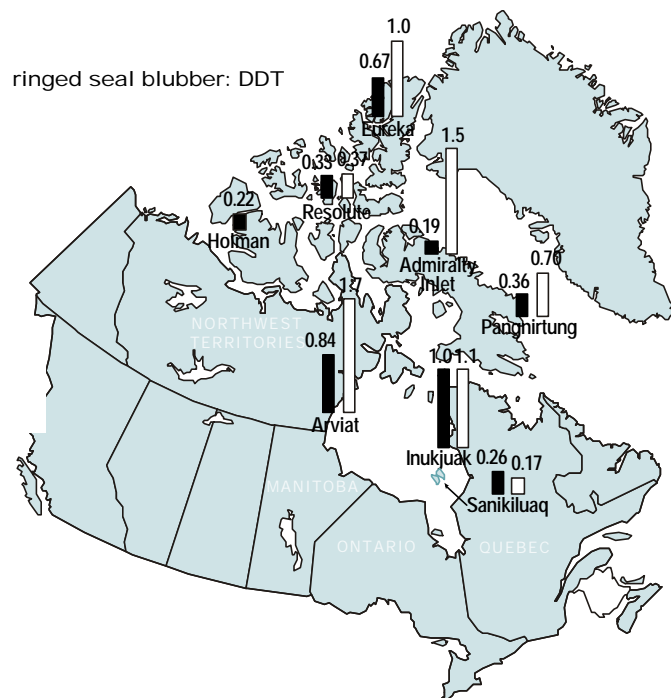 1.0
0.67
ringed seal blubber: DDT
Eureka
1.5
0.33 0.37
0.22
Resolute
Holman
0.19
Admiralty
Inlet
0.70
0.36
Pangnirtung
1.7
NORTHWEST
TERRITORIES
0.84
Arviat
1.0 1.1
Inukjuak
0.26 0.17
Sanikiluaq
MANITOBA
ONTARIO
QUEBEC